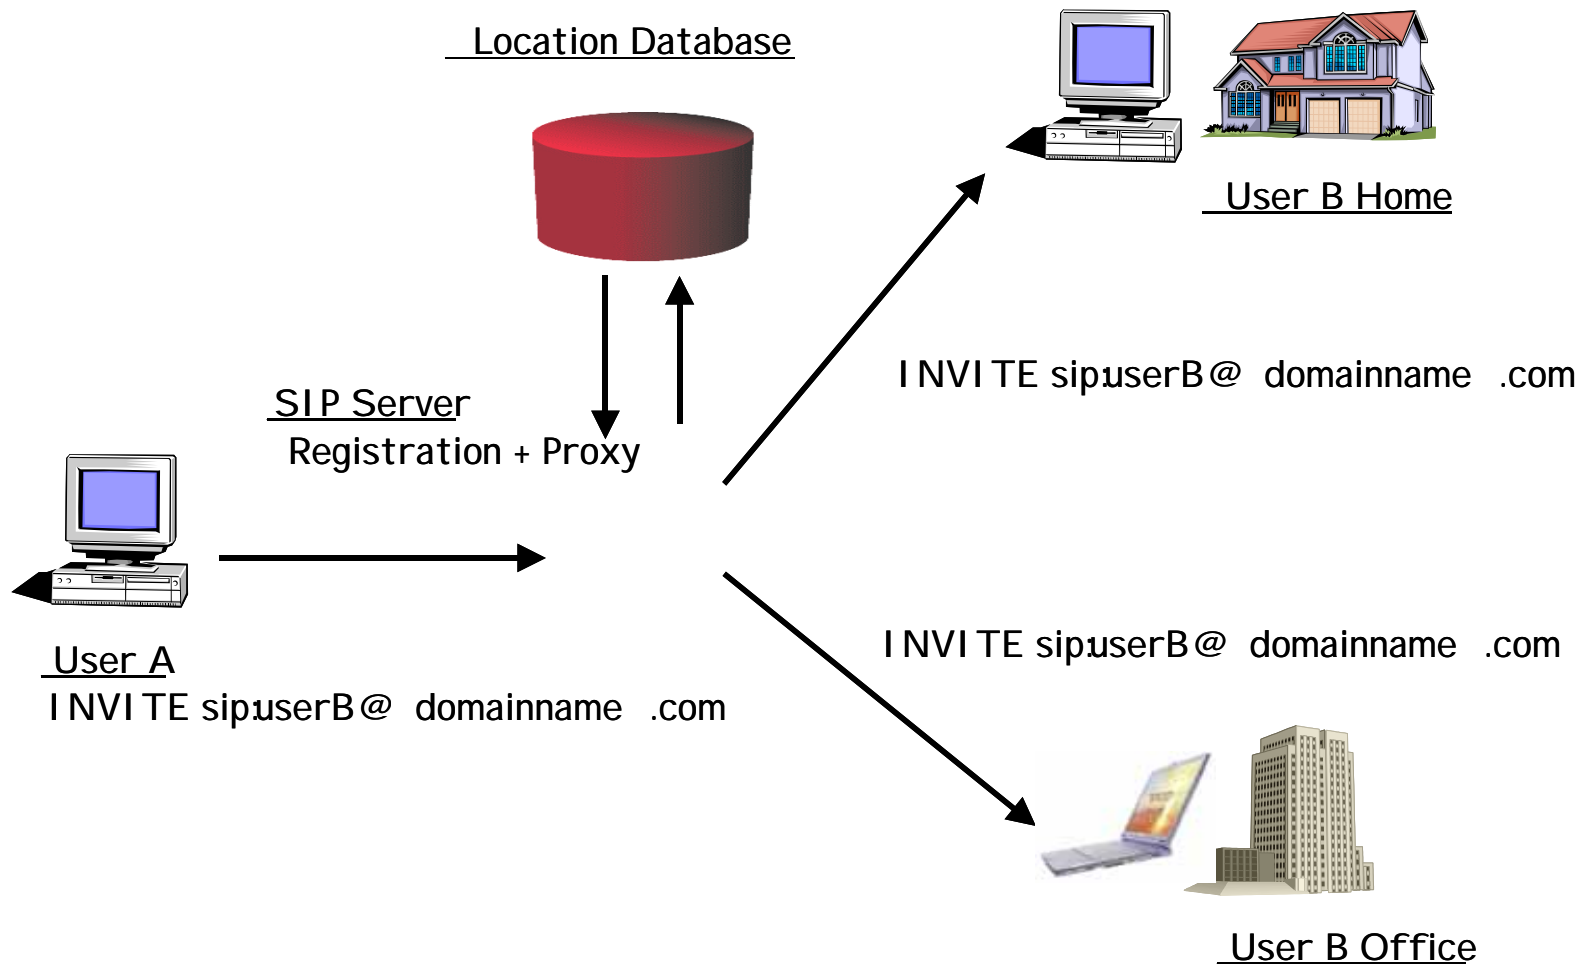 Location Database
User B Home
INVITE sip:userB@ domainname .com
SIP Server
Registration + Proxy
INVITE sip:userB@ domainname .com
User A
INVITE sip:userB@ domainname .com
User B Office